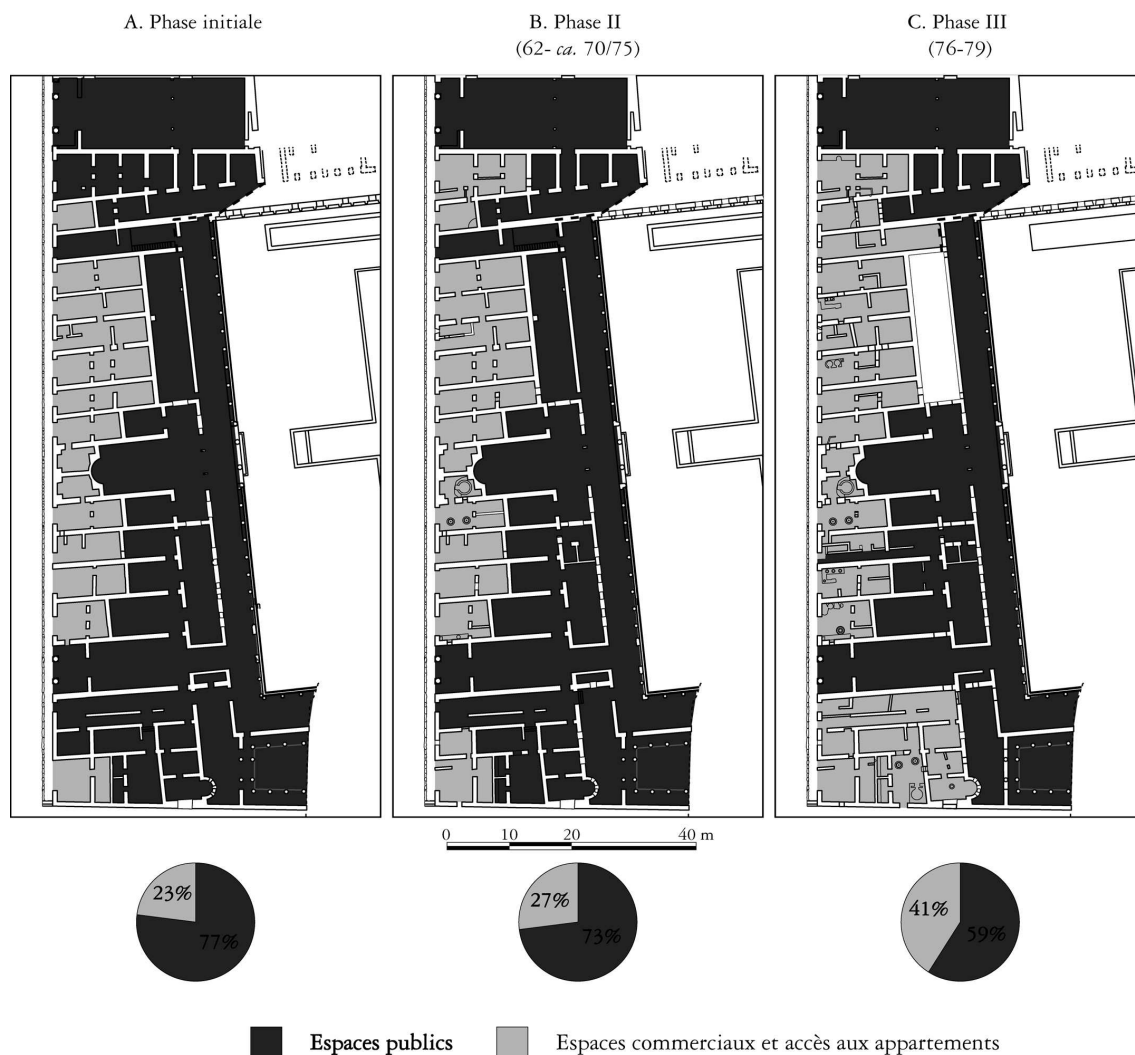 A. Phase initiale
B. Phase II
(62- ca. 70/75)
C. Phase III
(76-79)
0 10 20 40 m
23%
77%
27%
73%
41%
59%
Espaces publics
Espaces commerciaux et accès aux appartements